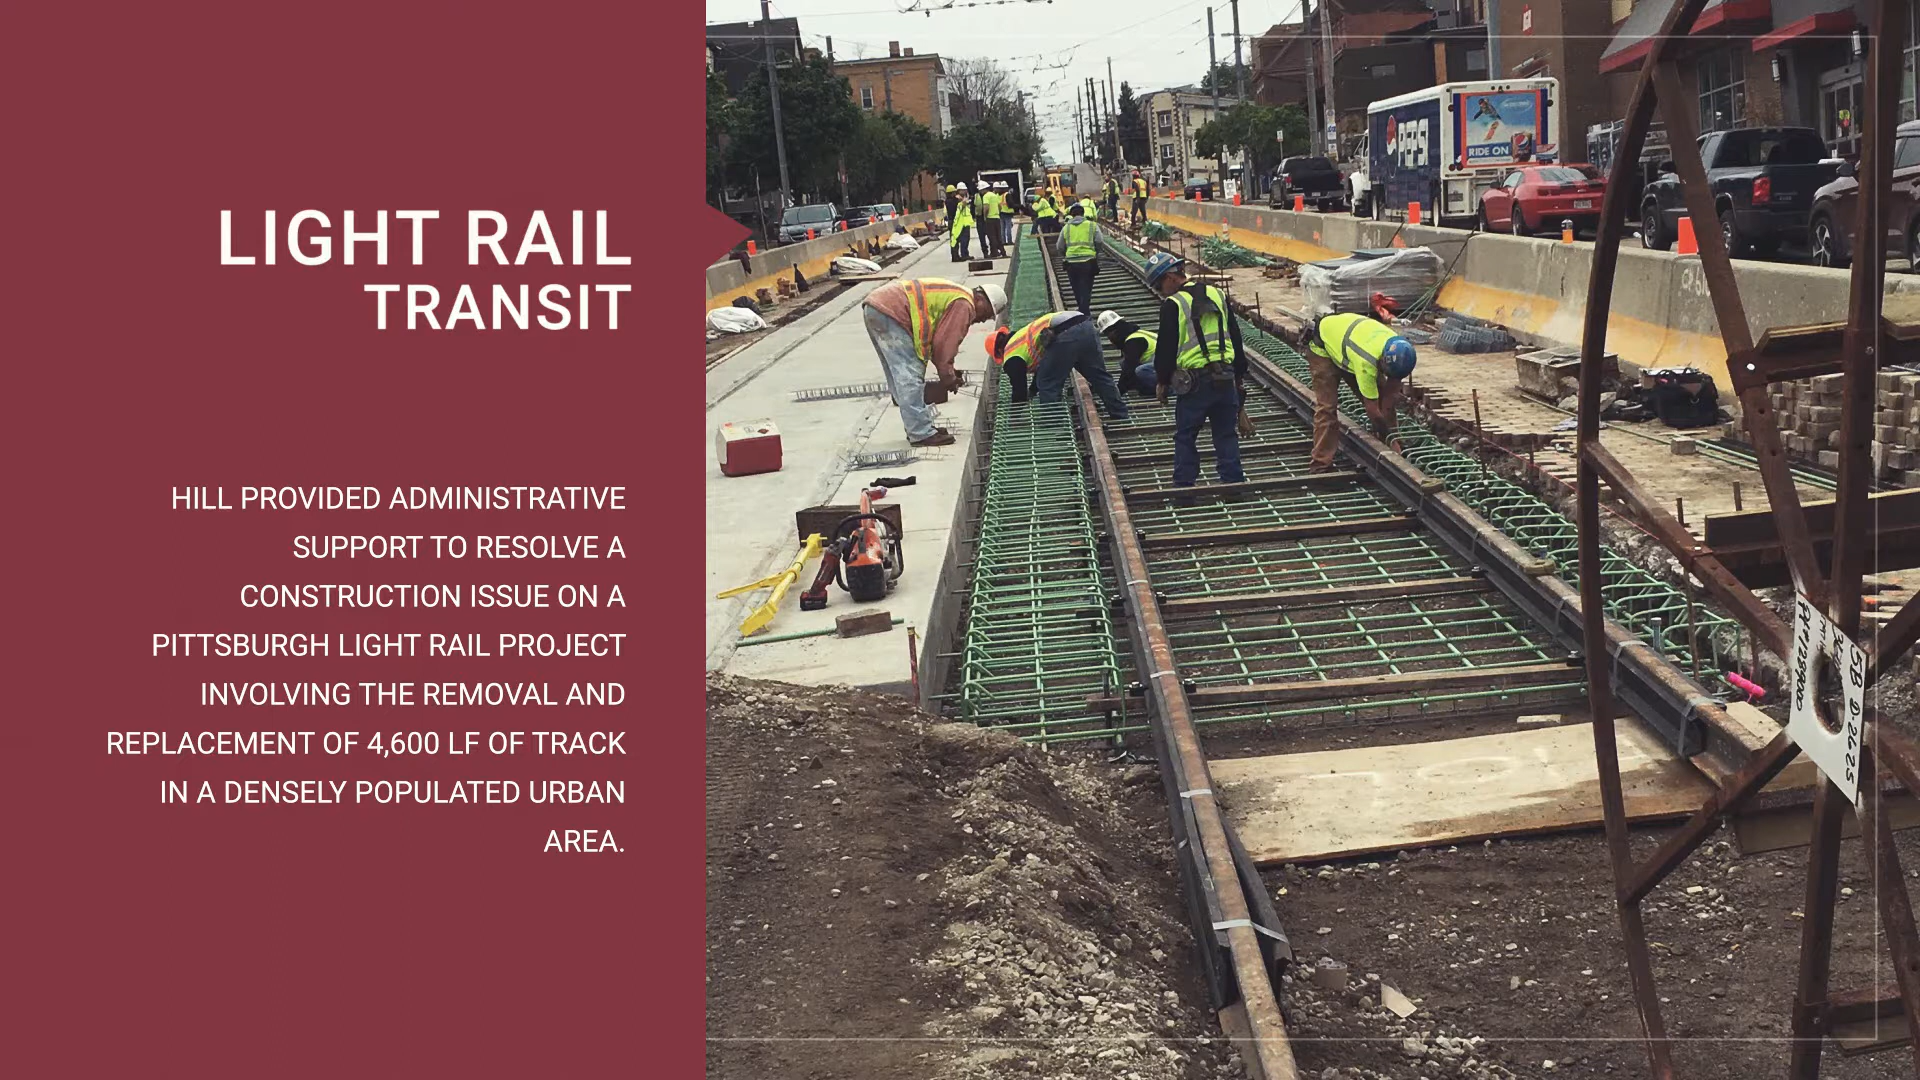 LIGHT RAIL
TRANSIT
HILL PROVIDED ADMINISTRATIVE
SUPPORT TO RESOLVE A
CONSTRUCTION ISSUE ON A
PITTSBURGH LIGHT RAIL PROJECT
INVOLVING THE REMOVAL AND
REPLACEMENT OF 4,600 LF OF TRACK
IN A DENSELY POPULATED URBAN
AREA.
PEPSI
RIDE ON